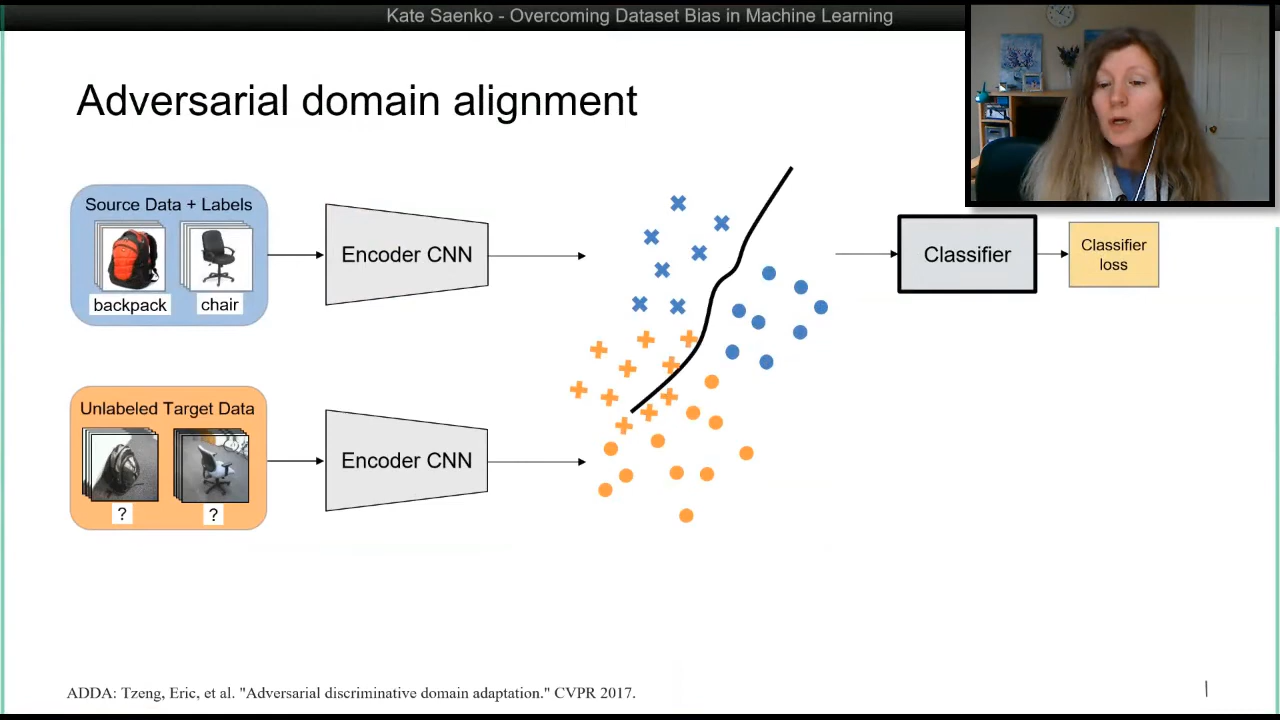 Kate Saenko - Overcoming Dataset Bias in Machine Learning
Adversarial domain alignment
Source Data + Labels
backpack
chair
Encoder CNN
Classifier
Classifier
loss
Unlabeled Target Data
?
?
Encoder CNN
ADDA: Tzeng, Eric, et al. "Adversarial discriminative domain adaptation." CVPR 2017.